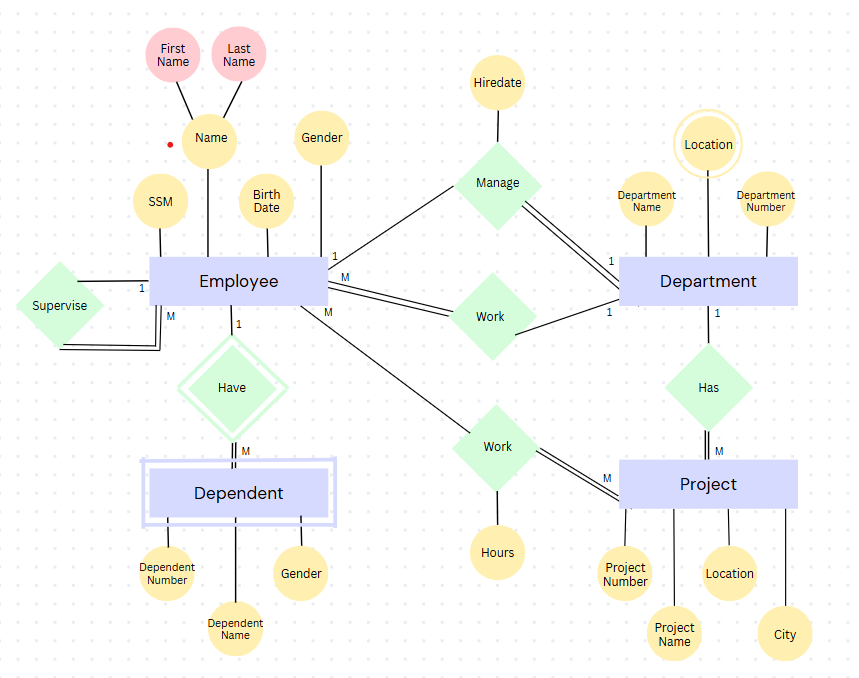 First
Name
Last
Name
Hiredate
Name
Gender
Location
Manage
SSM
Birth
Date
Department
Name
Department
Number
1
1
M
Employee
Department
1
Supervise
M
M
Work
1
1
1
Have
Has
M
Work
M
M
Dependent
Project
Hours
Dependent
Number
Gender
Project
Number
Location
Dependent
Name
Project
Name
City